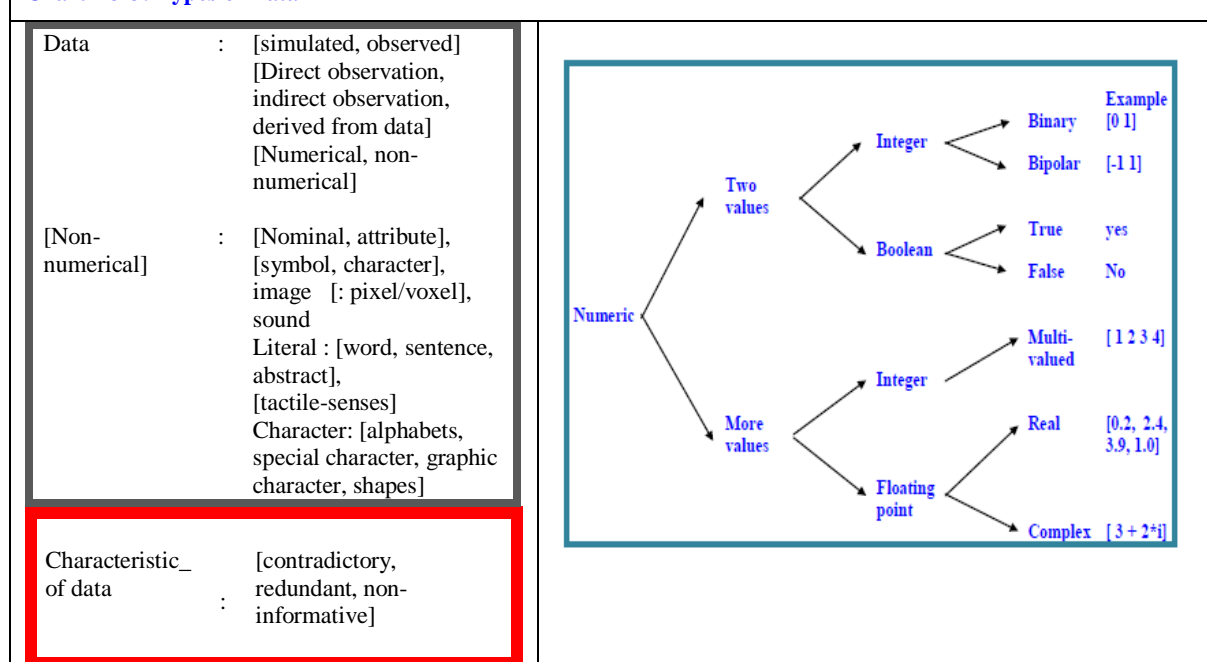 Data : [simulated, observed]
[Direct observation,
indirect observation,
derived from data]
[Numerical, non-
numerical]
[Non-
numerical] : [Nominal, attribute],
[symbol, character],
image [: pixel/voxel],
sound
Literal : [word, sentence,
abstract],
[tactile-senses]
Character: [alphabets,
special character, graphic
character, shapes]
Characteristic_
of data : [contradictory,
redundant, non-
informative]
Example
Binary [0 1]
Integer
Bipolar [-1 1]
Two
values
True yes
Boolean
False No
Numeric
Multi-
valued [ 1 2 3 4]
Integer
More
values
Real [0.2, 2.4,
3.9, 1.0]
Floating
point
Complex [ 3 + 2*i]